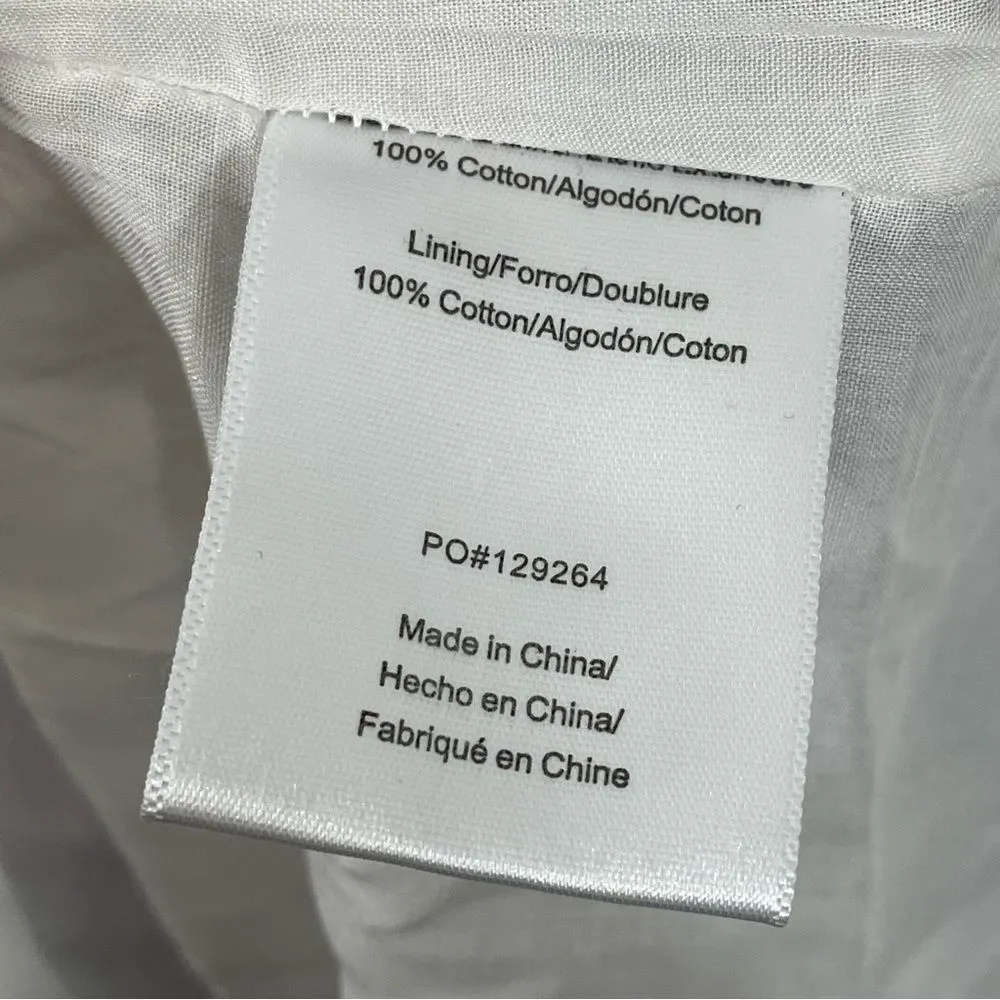 100% Cotton/Algodón/Coton
Lining/Forro/Doublure
100% Cotton/Algodón/Coton
PO#129264
Made in China/
Hecho en China/
Fabriqué en Chine